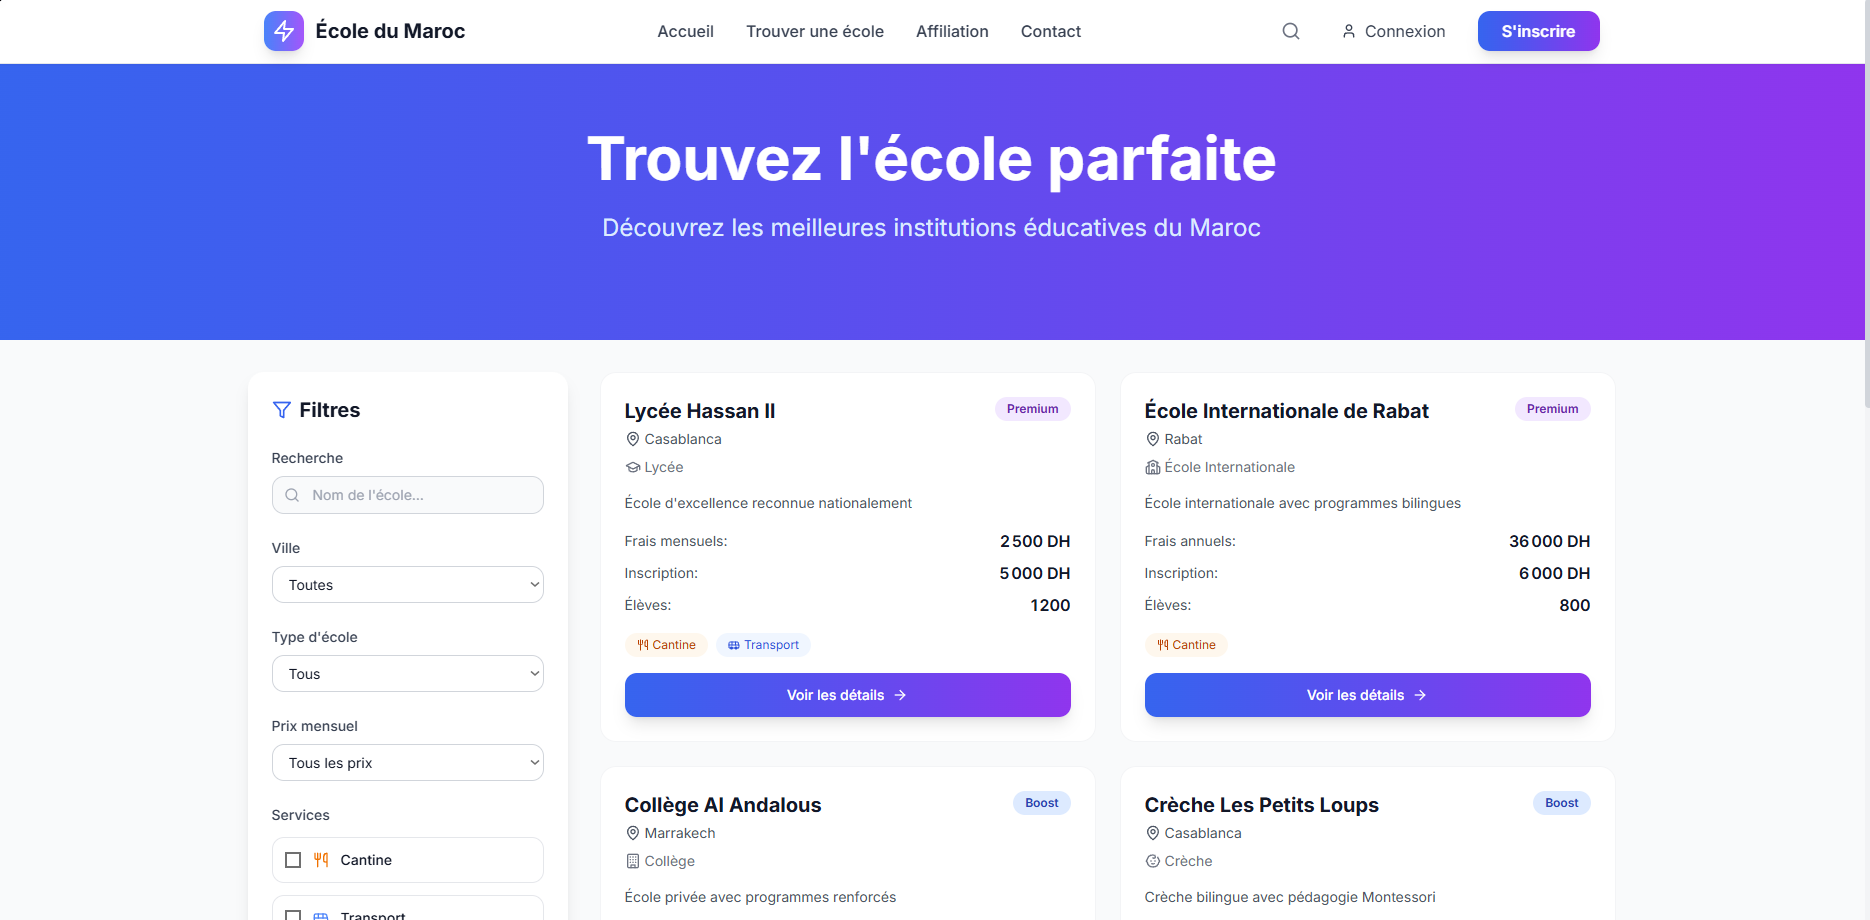 École du Maroc
Accueil
Trouver une école
Affiliation
Contact
Connexion
S'inscrire
Trouvez l'école parfaite
Découvrez les meilleures institutions éducatives du Maroc
Filtres
Recherche
Nom de l'école...
Ville
Toutes
Type d'école
Tous
Prix mensuel
Tous les prix
Services
Cantine
Transport
Lycée Hassan II
Premium
Casablanca
Lycée
École d'excellence reconnue nationalement
Frais mensuels: 2 500 DH
Inscription: 5 000 DH
Élèves: 1200
Cantine
Transport
Voir les détails →
École Internationale de Rabat
Premium
Rabat
École Internationale
École internationale avec programmes bilingues
Frais annuels: 36 000 DH
Inscription: 6 000 DH
Élèves: 800
Cantine
Voir les détails →
Collège Al Andalous
Boost
Marrakech
Collège
École privée avec programmes renforcés
Crèche Les Petits Loups
Boost
Casablanca
Crèche
Crèche bilingue avec pédagogie Montessori